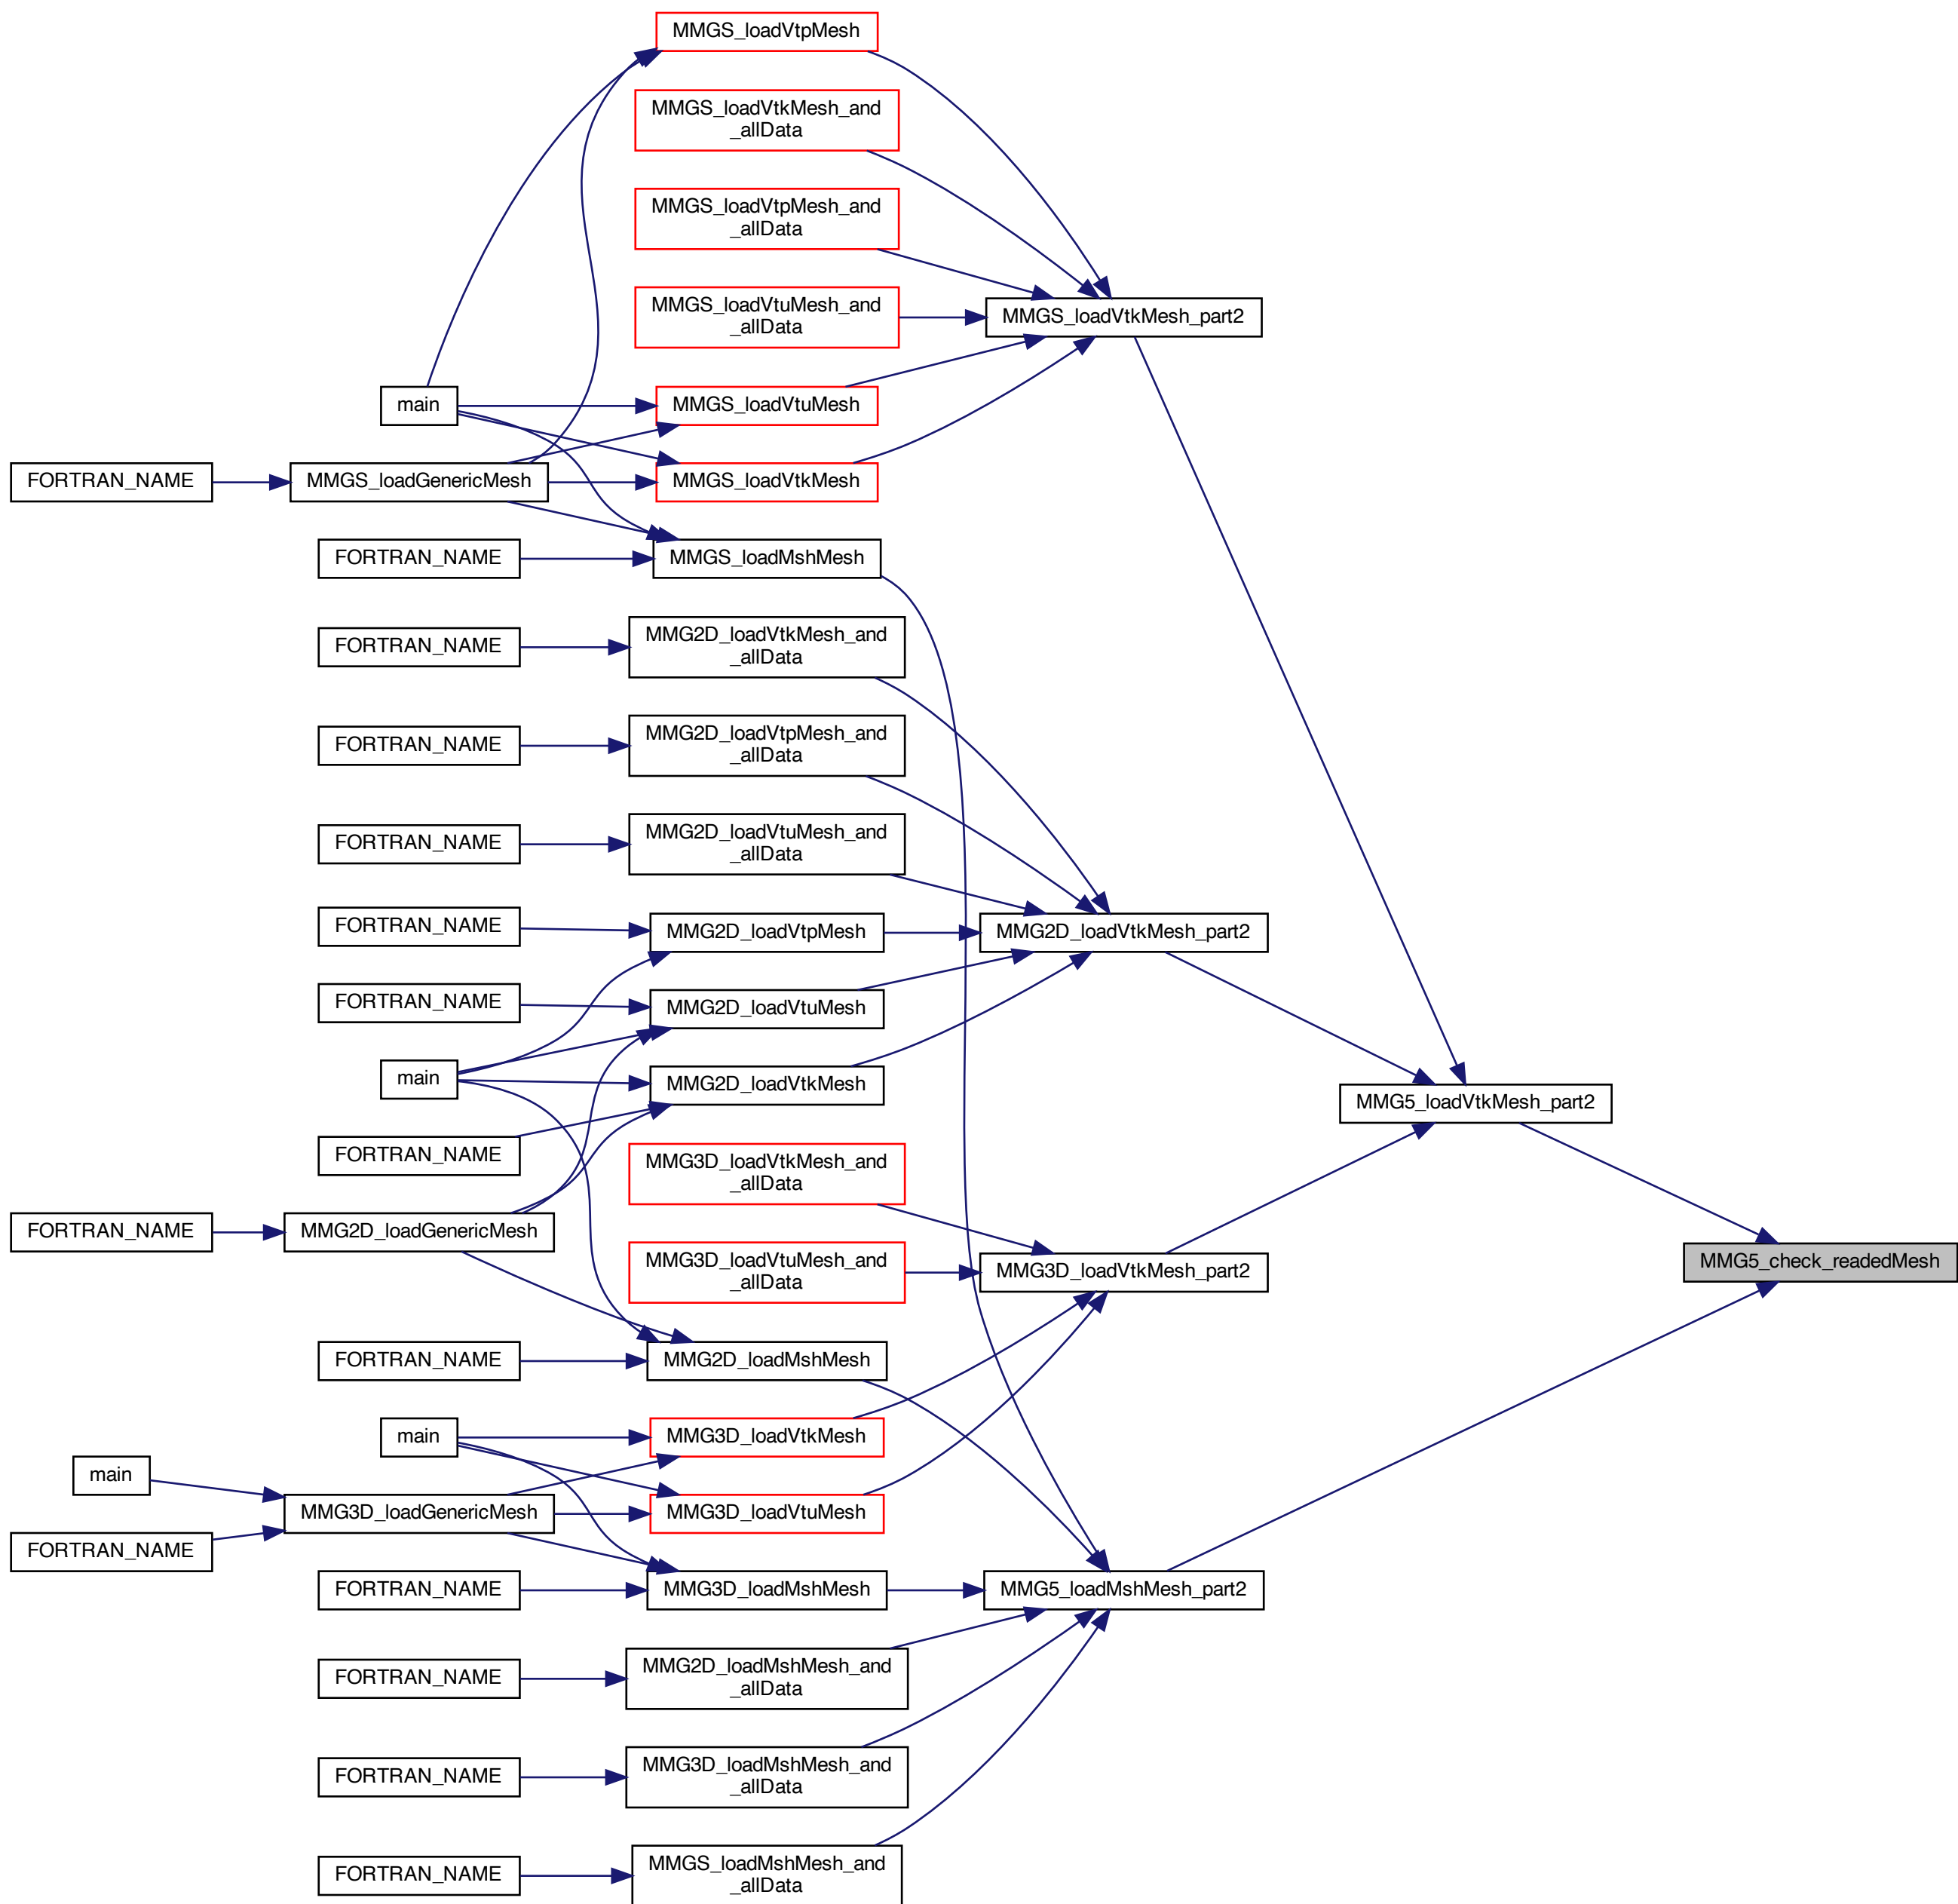 MMGS_loadVtpMesh
MMGS_loadVtkMesh_and
_allData
MMGS_loadVtpMesh_and
_allData
MMGS_loadVtuMesh_and
_allData
MMGS_loadVtkMesh_part2
main
MMGS_loadVtuMesh
FORTRAN_NAME
MMGS_loadGenericMesh
MMGS_loadVtkMesh
FORTRAN_NAME
MMGS_loadMshMesh
FORTRAN_NAME
MMG2D_loadVtkMesh_and
_allData
FORTRAN_NAME
MMG2D_loadVtpMesh_and
_allData
FORTRAN_NAME
MMG2D_loadVtuMesh_and
_allData
FORTRAN_NAME
MMG2D_loadVtpMesh
MMG2D_loadVtkMesh_part2
FORTRAN_NAME
MMG2D_loadVtuMesh
main
MMG2D_loadVtkMesh
MMG5_loadVtkMesh_part2
FORTRAN_NAME
MMG3D_loadVtkMesh_and
_allData
FORTRAN_NAME
MMG2D_loadGenericMesh
MMG3D_loadVtuMesh_and
_allData
MMG3D_loadVtkMesh_part2
MMG5_check_readedMesh
FORTRAN_NAME
MMG2D_loadMshMesh
main
MMG3D_loadVtkMesh
main
MMG3D_loadGenericMesh
MMG3D_loadVtuMesh
FORTRAN_NAME
FORTRAN_NAME
MMG3D_loadMshMesh
MMG5_loadMshMesh_part2
FORTRAN_NAME
MMG2D_loadMshMesh_and
_allData
FORTRAN_NAME
MMG3D_loadMshMesh_and
_allData
FORTRAN_NAME
MMGS_loadMshMesh_and
_allData